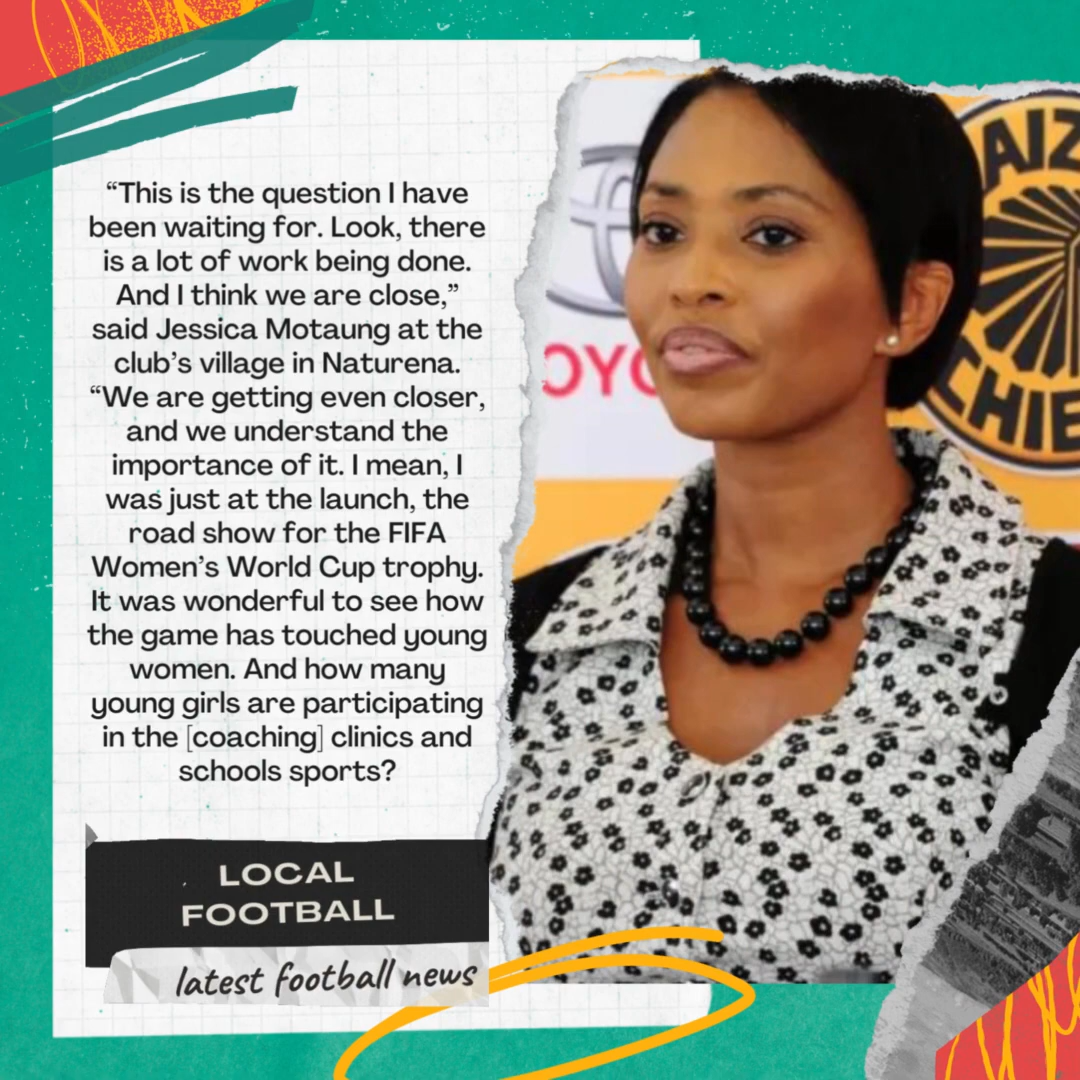 “This is the question I have
been waiting for. Look, there
is a lot of work being done.
And I think we are close,”
said Jessica Motaung at the
club’s village in Naturena.
“We are getting even closer,
and we understand the
importance of it. I mean, I
was just at the launch, the
road show for the FIFA
Women’s World Cup trophy.
It was wonderful to see how
the game has touched young
women. And how many
young girls are participating
in the [coaching] clinics and
schools sports?
LOCAL
FOOTBALL
latest football news
OYO
AIZ
CHIE